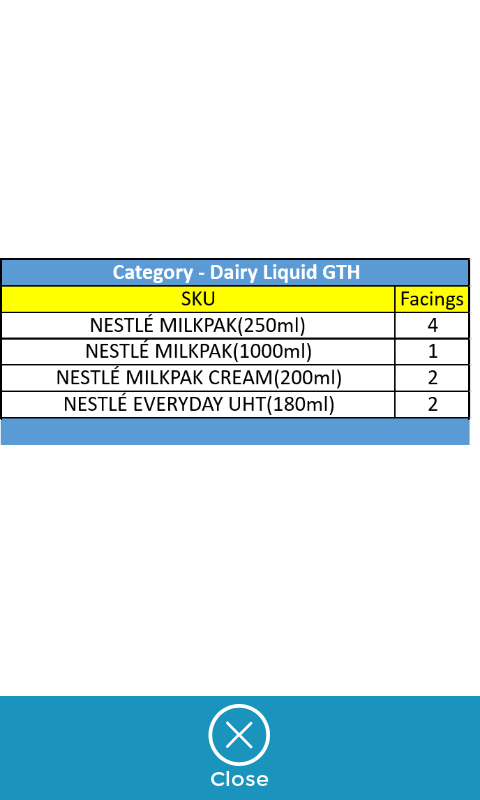 Category - Dairy Liquid GTH
SKU Facings
NESTLÉ MILKPAK(250ml) 4
NESTLÉ MILKPAK(1000ml) 1
NESTLÉ MILKPAK CREAM(200ml) 2
NESTLÉ EVERYDAY UHT(180ml) 2
Close